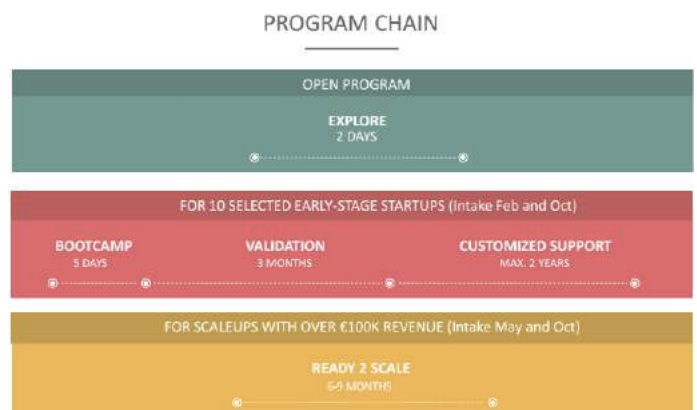 PROGRAM CHAIN
OPEN PROGRAM
EXPLORE
2 DAYS
FOR 10 SELECTED EARLY-STAGE STARTUPS (Intake Feb and Oct)
BOOTCAMP
5 DAYS
VALIDATION
3 MONTHS
CUSTOMIZED SUPPORT
MAX. 2 YEARS
FOR SCALEUPS WITH OVER €100K REVENUE (Intake May and Oct)
READY 2 SCALE
6-9 MONTHS